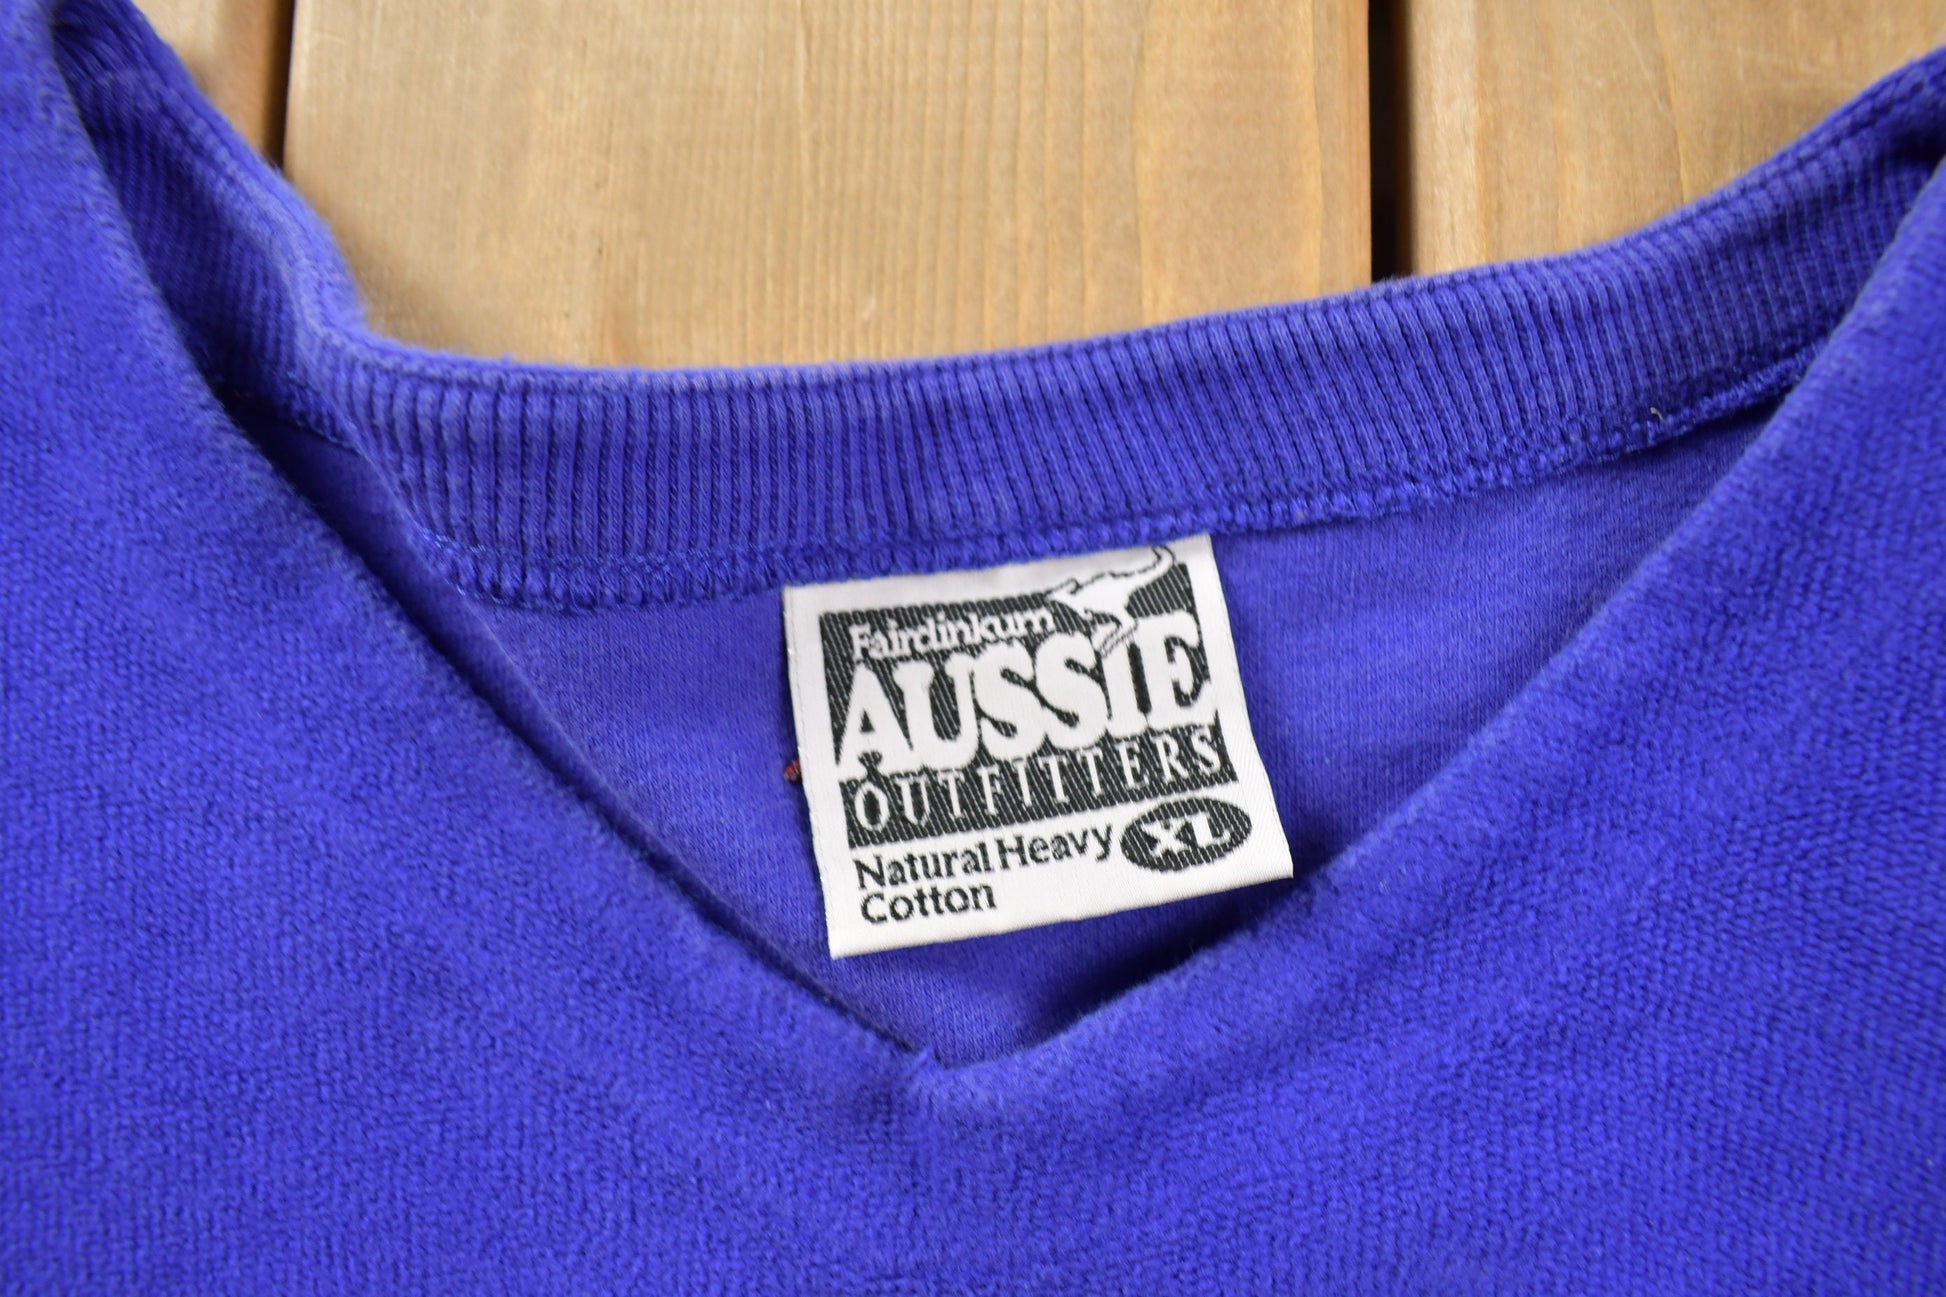 Fairdinkum
AUSSIE
OUTFITTERS
Natural Heavy XL
Cotton